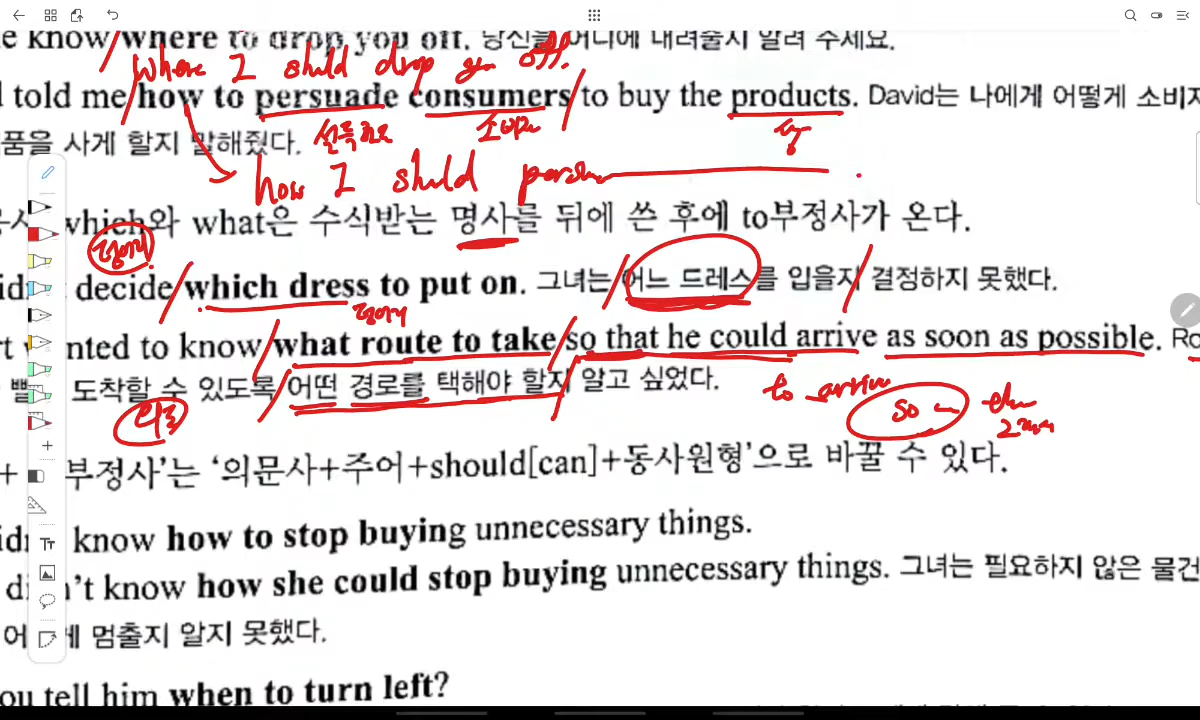 e know where to drop you off. 당신을 어디에 내려줄지 알려 주세요.
where I should drop you off.
told me how to persuade consumers to buy the products. David는 나에게 어떻게 소비자
품을 사게 할지 말해줬다.
소비자
how I should
which와 what은 수식받는 명사를 뒤에 쓴 후에 to부정사가 온다.
decide which dress to put on. 그녀는 어느 드레스를 입을지 결정하지 못했다.
to know what route to take so that he could arrive as soon as possible.
도착할 수 있도록 어떤 경로를 택해야 할지 알고 싶었다.
to arrive
so
+ 부정사’는 ‘의문사+주어+should[can]+동사원형’으로 바꿀 수 있다.
know how to stop buying unnecessary things.
know how she could stop buying unnecessary things. 그녀는 필요하지 않은 물건
멈출지 알지 못했다.
Tт
ou tell him when to turn left?